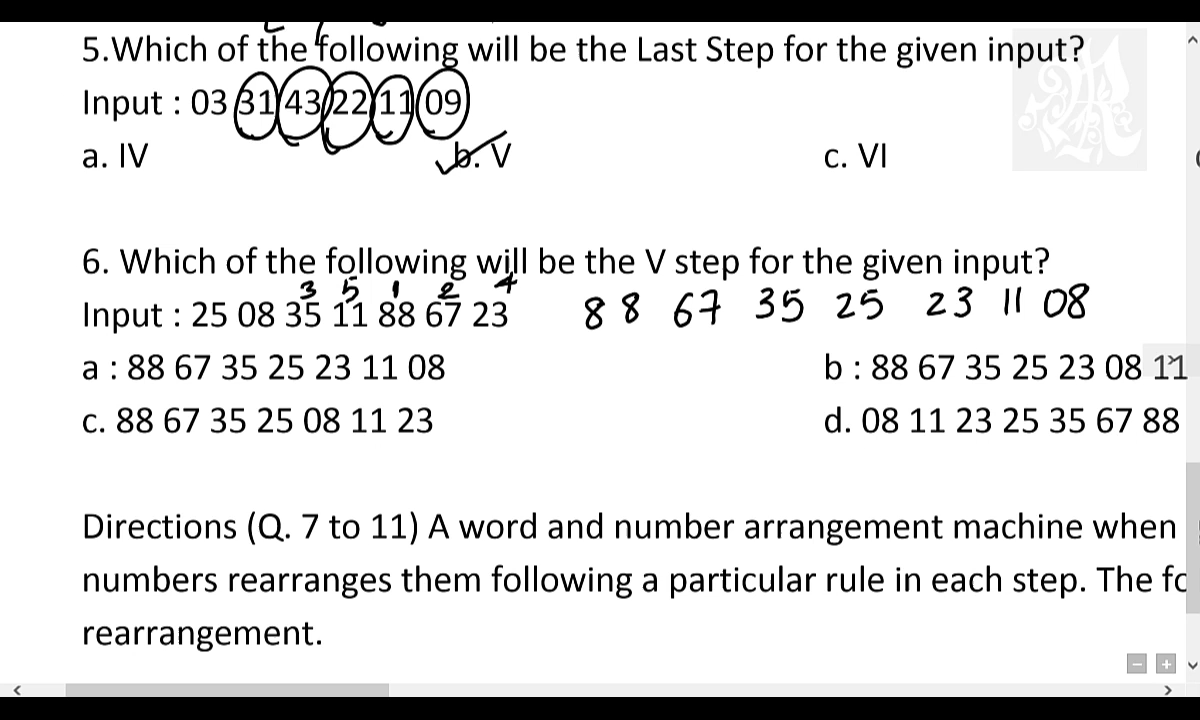 5.Which of the following will be the Last Step for the given input?
Input : 03 31 43 22 11 09
a. IV b. V c. VI
6. Which of the following will be the V step for the given input?
3 5 1 2 4
Input : 25 08 35 11 88 67 23 88 67 35 25 23 11 08
a : 88 67 35 25 23 11 08 b : 88 67 35 25 23 08 11
c. 88 67 35 25 08 11 23 d. 08 11 23 25 35 67 88
Directions (Q. 7 to 11) A word and number arrangement machine when
numbers rearranges them following a particular rule in each step. The
rearrangement.